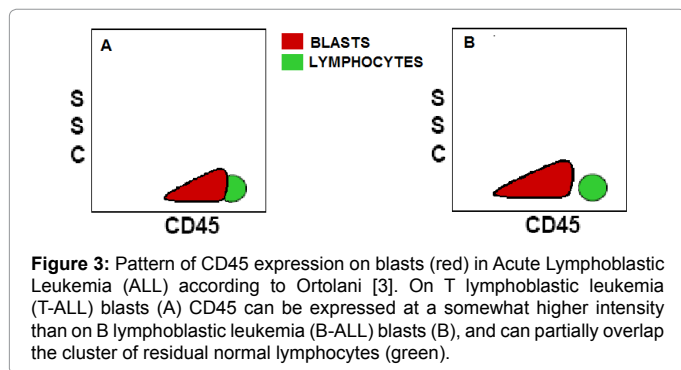 A
BLASTS
LYMPHOCYTES
B
S
S
C
S
S
C
CD45
CD45
Figure 3: Pattern of CD45 expression on blasts (red) in Acute Lymphoblastic
Leukemia (ALL) according to Ortolani [3]. On T lymphoblastic leukemia
(T-ALL) blasts (A) CD45 can be expressed at a somewhat higher intensity
than on B lymphoblastic leukemia (B-ALL) blasts (B), and can partially overlap
the cluster of residual normal lymphocytes (green).